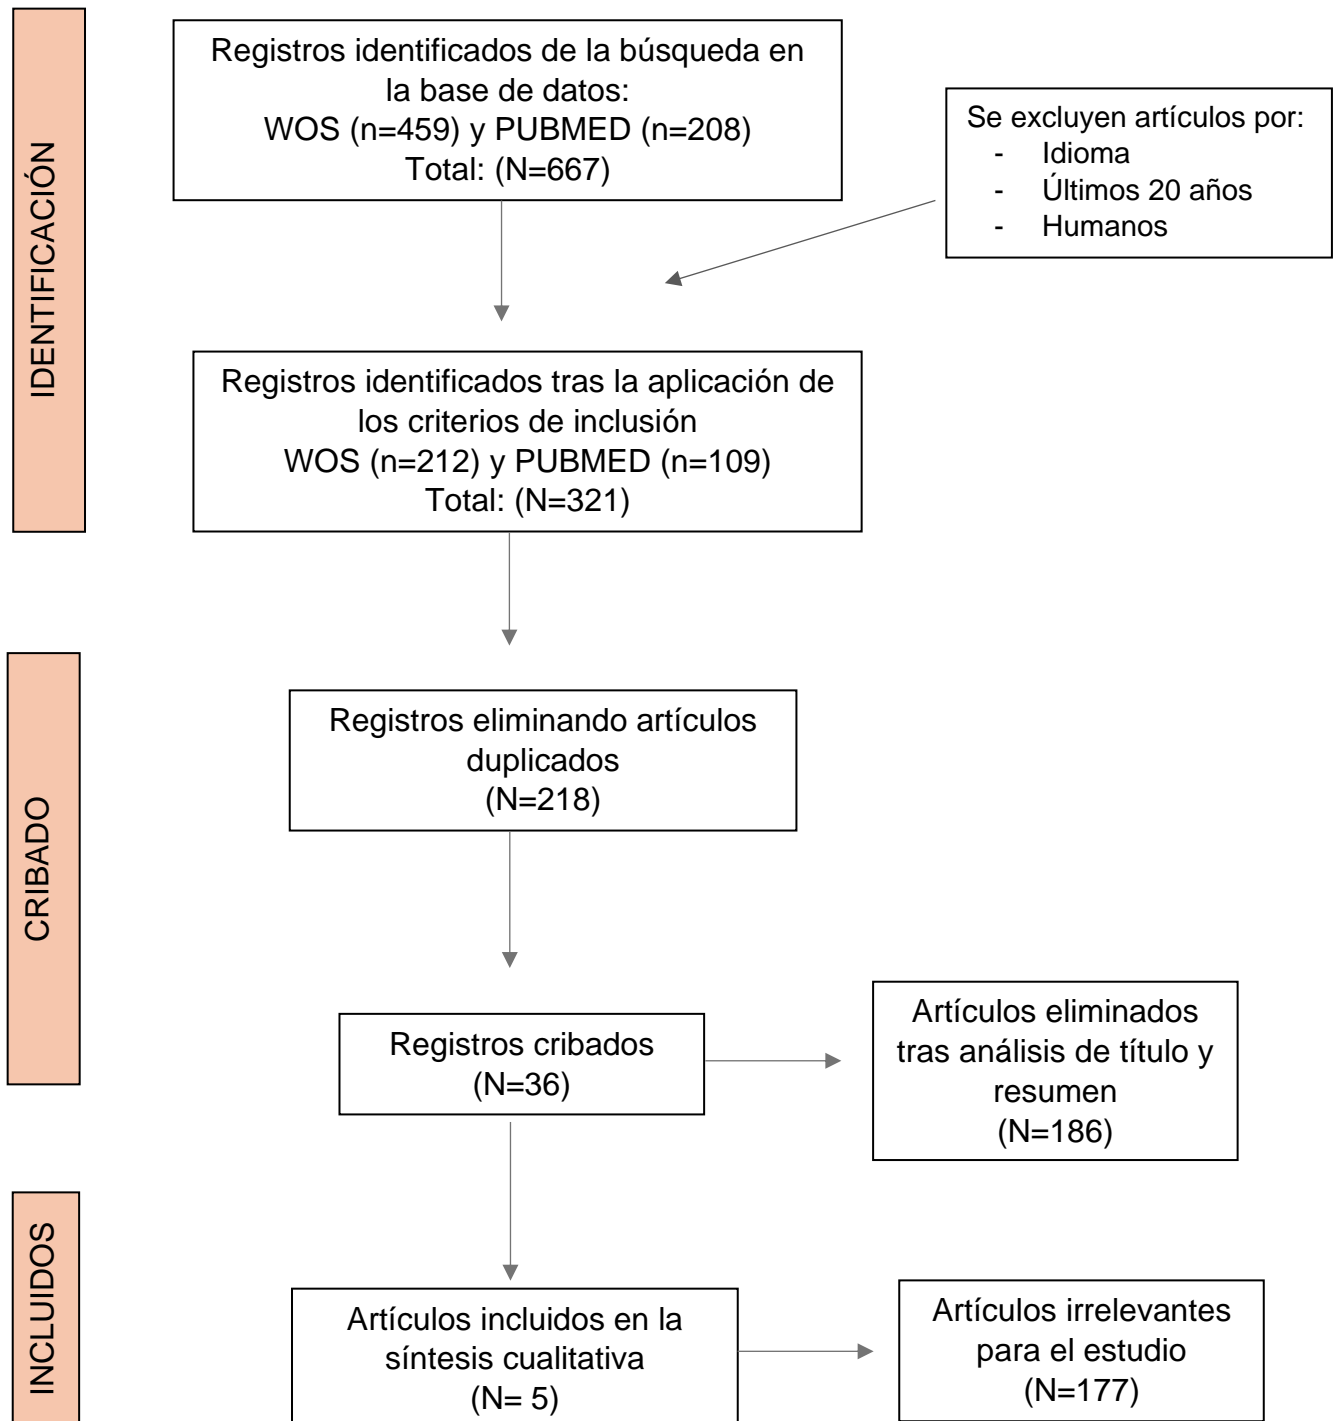 IDENTIFICACIÓN
Registros identificados de la búsqueda en
la base de datos:
WOS (n=459) y PUBMED (n=208)
Total: (N=667)
Se excluyen artículos por:
- Idioma
- Últimos 20 años
- Humanos
Registros identificados tras la aplicación de
los criterios de inclusión
WOS (n=212) y PUBMED (n=109)
Total: (N=321)
CRIBADO
Registros eliminando artículos
duplicados
(N=218)
Registros cribados
(N=36)
Artículos eliminados
tras análisis de título y
resumen
(N=186)
INCLUIDOS
Artículos incluidos en la
síntesis cualitativa
(N= 5)
Artículos irrelevantes
para el estudio
(N=177)